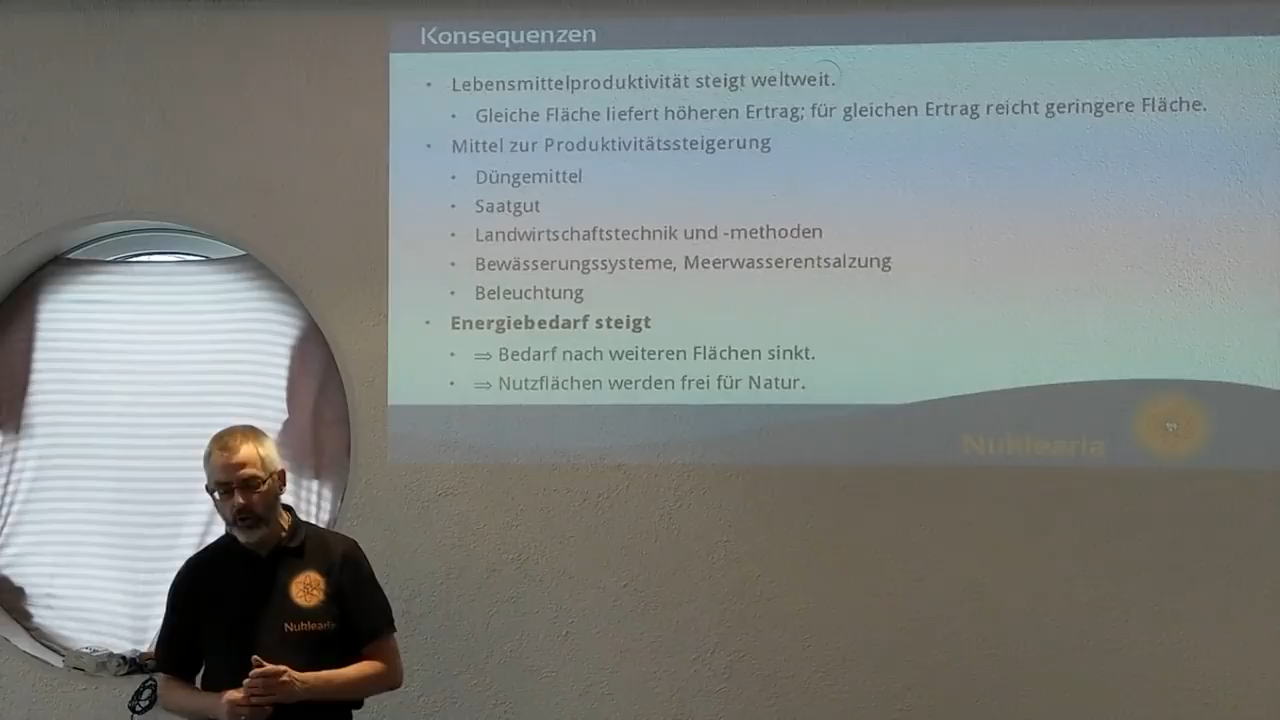 Konsequenzen
• Lebensmittelproduktivität steigt weltweit.
• Gleiche Fläche liefert höheren Ertrag; für gleichen Ertrag reicht geringere Fläche.
• Mittel zur Produktivitätssteigerung
• Düngemittel
• Saatgut
• Landwirtschaftstechnik und -methoden
• Bewässerungssysteme, Meerwasserentsalzung
• Beleuchtung
• Energiebedarf steigt
• ⇒ Bedarf nach weiteren Flächen sinkt.
• ⇒ Nutzflächen werden frei für Natur.
Nuklearia
Nuklearia